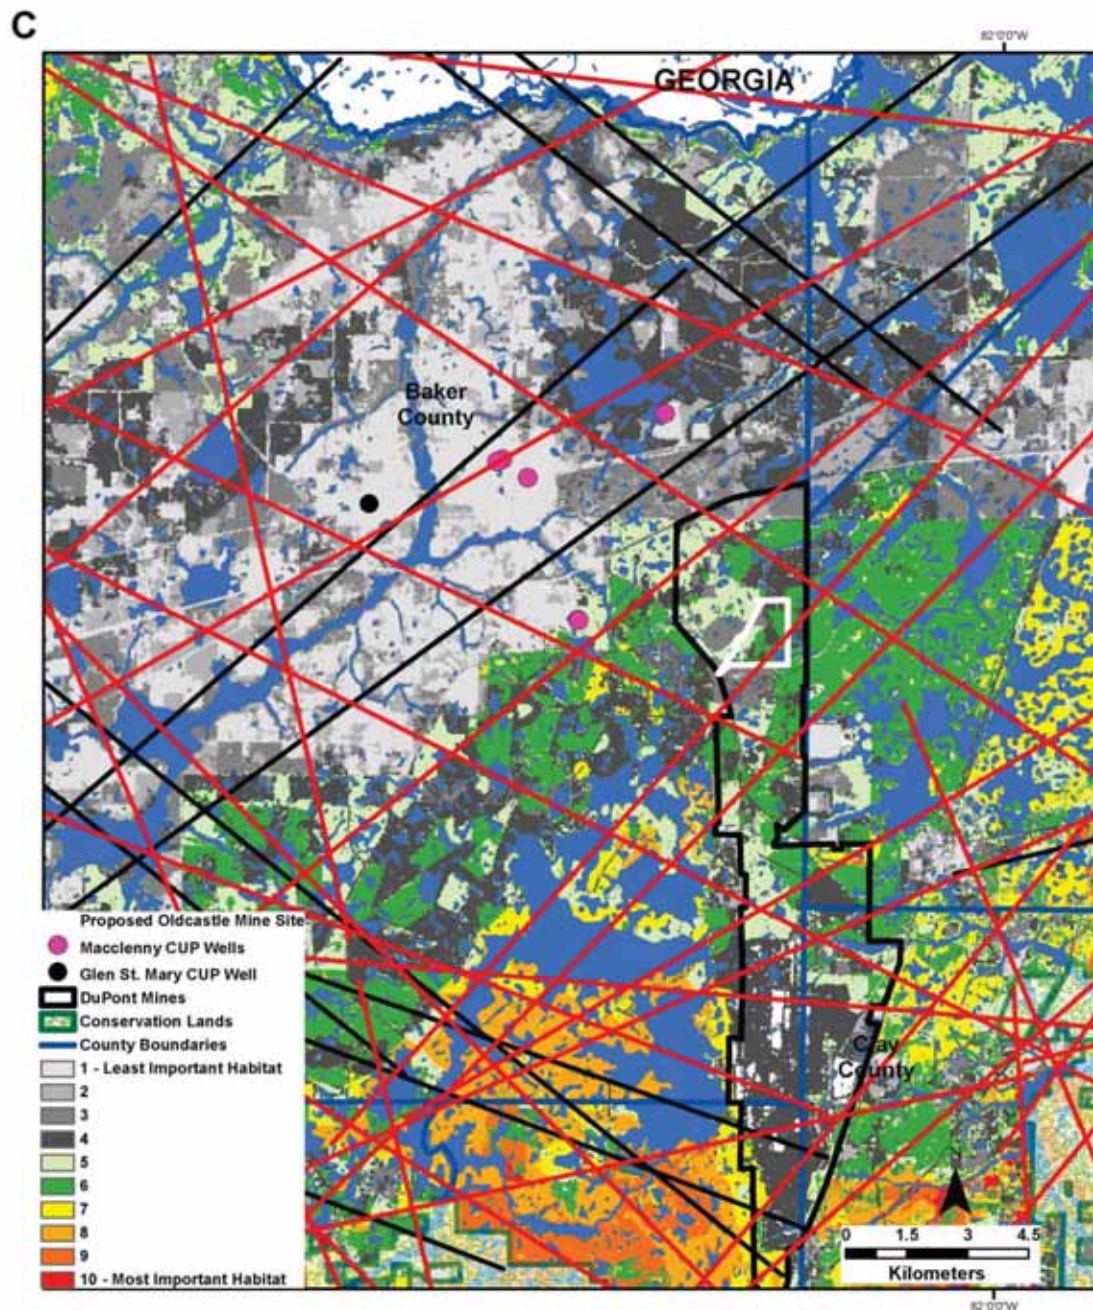 C
82°0'0"W
GEORGIA
Baker
County
Clay
County
Proposed Oldcastle Mine Site
Macclenny CUP Wells
Glen St. Mary CUP Well
DuPont Mines
Conservation Lands
County Boundaries
1 - Least Important Habitat
2
3
4
5
6
7
8
9
10 - Most Important Habitat
0 1.5 3 4.5
Kilometers
82°0'0"W